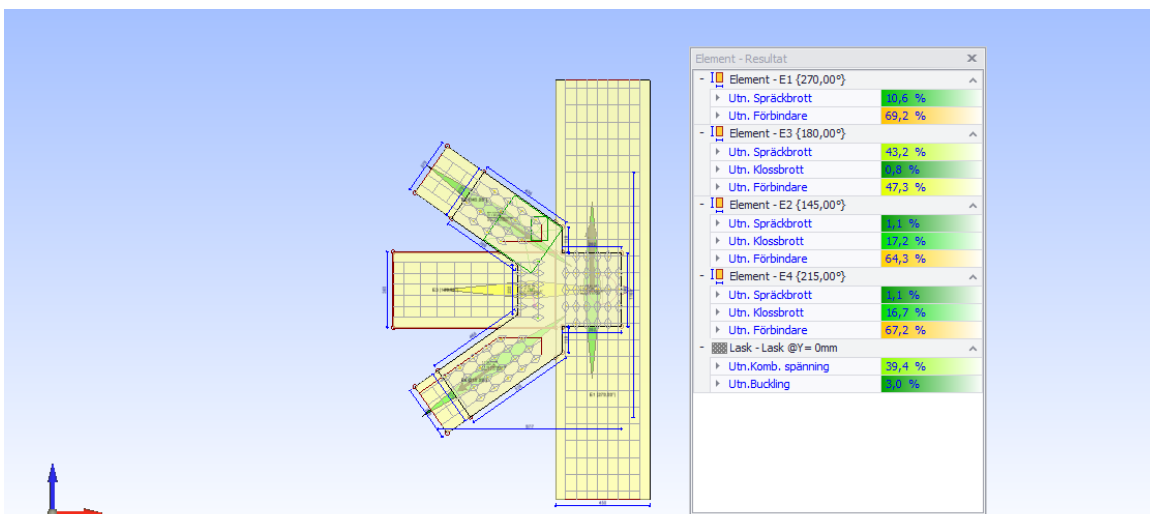 Element - Resultat
Element - E1 {270,00°}
Utn. Spräckbrott 10,6 %
Utn. Förbindare 69,2 %
Element - E3 {180,00°}
Utn. Spräckbrott 43,2 %
Utn. Klossbrott 0,8 %
Utn. Förbindare 47,3 %
Element - E2 {145,00°}
Utn. Spräckbrott 1,1 %
Utn. Klossbrott 17,2 %
Utn. Förbindare 64,3 %
Element - E4 {215,00°}
Utn. Spräckbrott 1,1 %
Utn. Klossbrott 16,7 %
Utn. Förbindare 67,2 %
Lask - Lask @Y = 0mm
Utn.Komb. spänning 39,4 %
Utn.Buckling 3,0 %